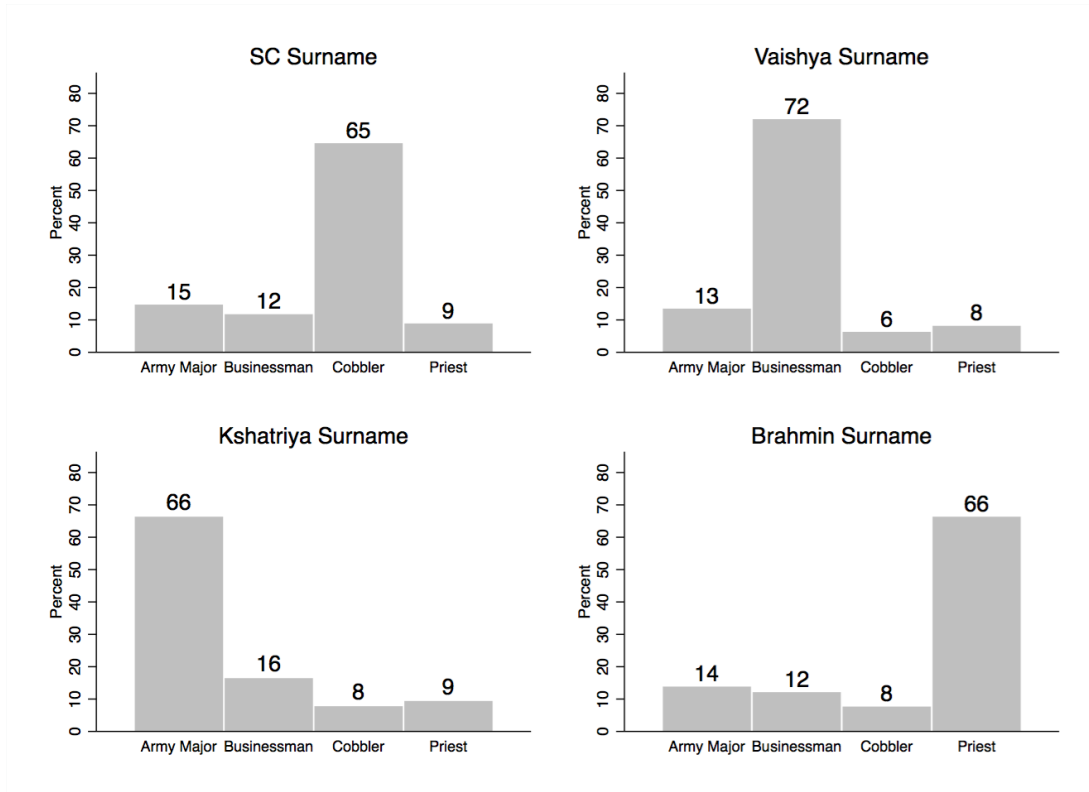 SC Surname
Percent
0 10 20 30 40 50 60 70 80
15 12 65 9
Army Major Businessman Cobbler Priest
Vaishya Surname
Percent
0 10 20 30 40 50 60 70 80
13 72 6 8
Army Major Businessman Cobbler Priest
Kshatriya Surname
Percent
0 10 20 30 40 50 60 70 80
66 16 8 9
Army Major Businessman Cobbler Priest
Brahmin Surname
Percent
0 10 20 30 40 50 60 70 80
14 12 8 66
Army Major Businessman Cobbler Priest